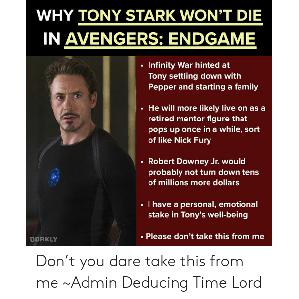 WHY TONY STARK WON'T DIE
IN AVENGERS: ENDGAME
• Infinity War hinted at
Tony settling down with
Pepper and starting a family
• He will more likely live on as a
retired mentor figure that
pops up once in a while, sort
of like Nick Fury
• Robert Downey Jr. would
probably not turn down tens
of millions more dollars
• I have a personal, emotional
stake in Tony's well-being
• Please don't take this from me
DORKLY
Don't you dare take this from
me ~Admin Deducing Time Lord